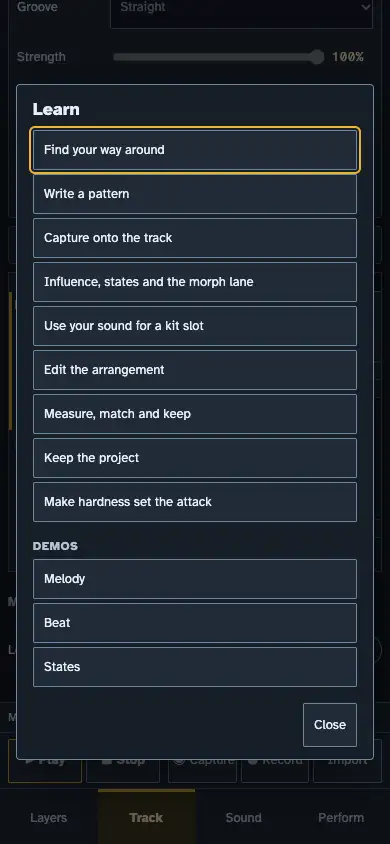 Groove
Straight
Strength
100%
Learn
Find your way around
Write a pattern
Capture onto the track
Influence, states and the morph lane
Use your sound for a kit slot
Edit the arrangement
Measure, match and keep
Keep the project
Make hardness set the attack
DEMOS
Melody
Beat
States
Close
Play
Stop
Capture
Record
Import
Layers
Track
Sound
Perform